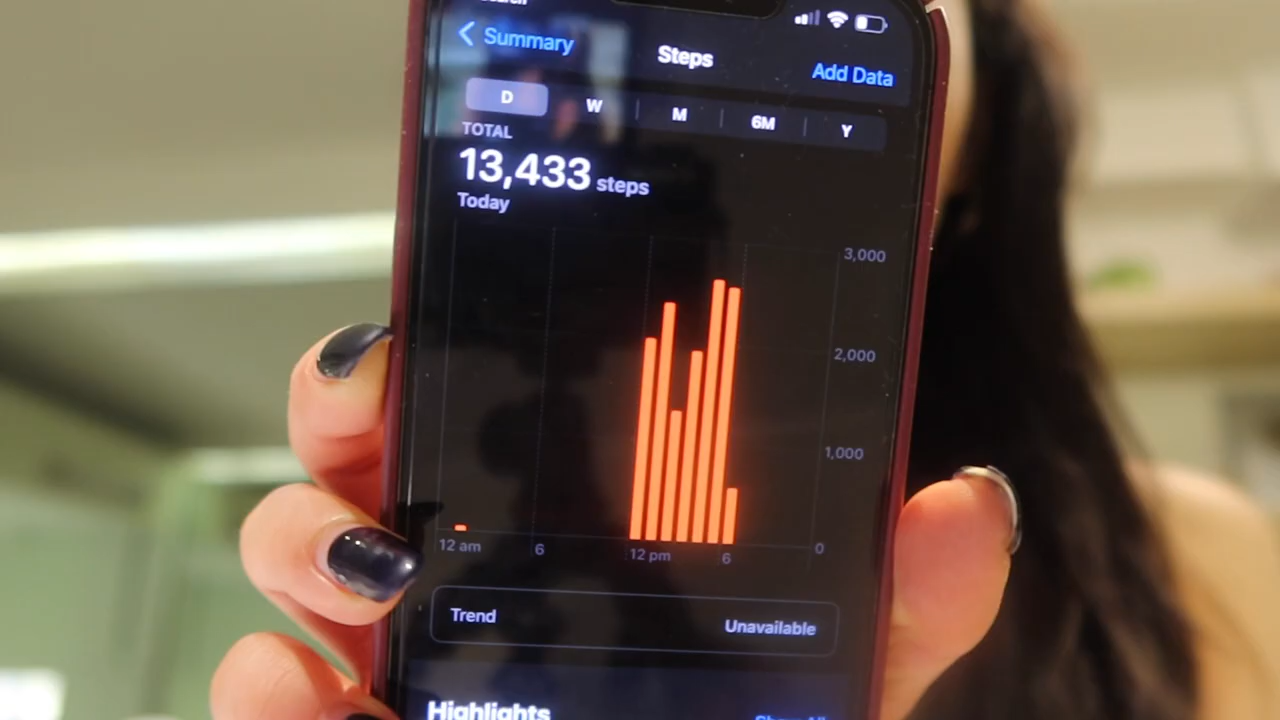 Summary
Steps
Add Data
D W M 6M Y
TOTAL
13,433 steps
Today
3,000
2,000
1,000
0
12 am 6 12 pm 6
Trend Unavailable
Highlights